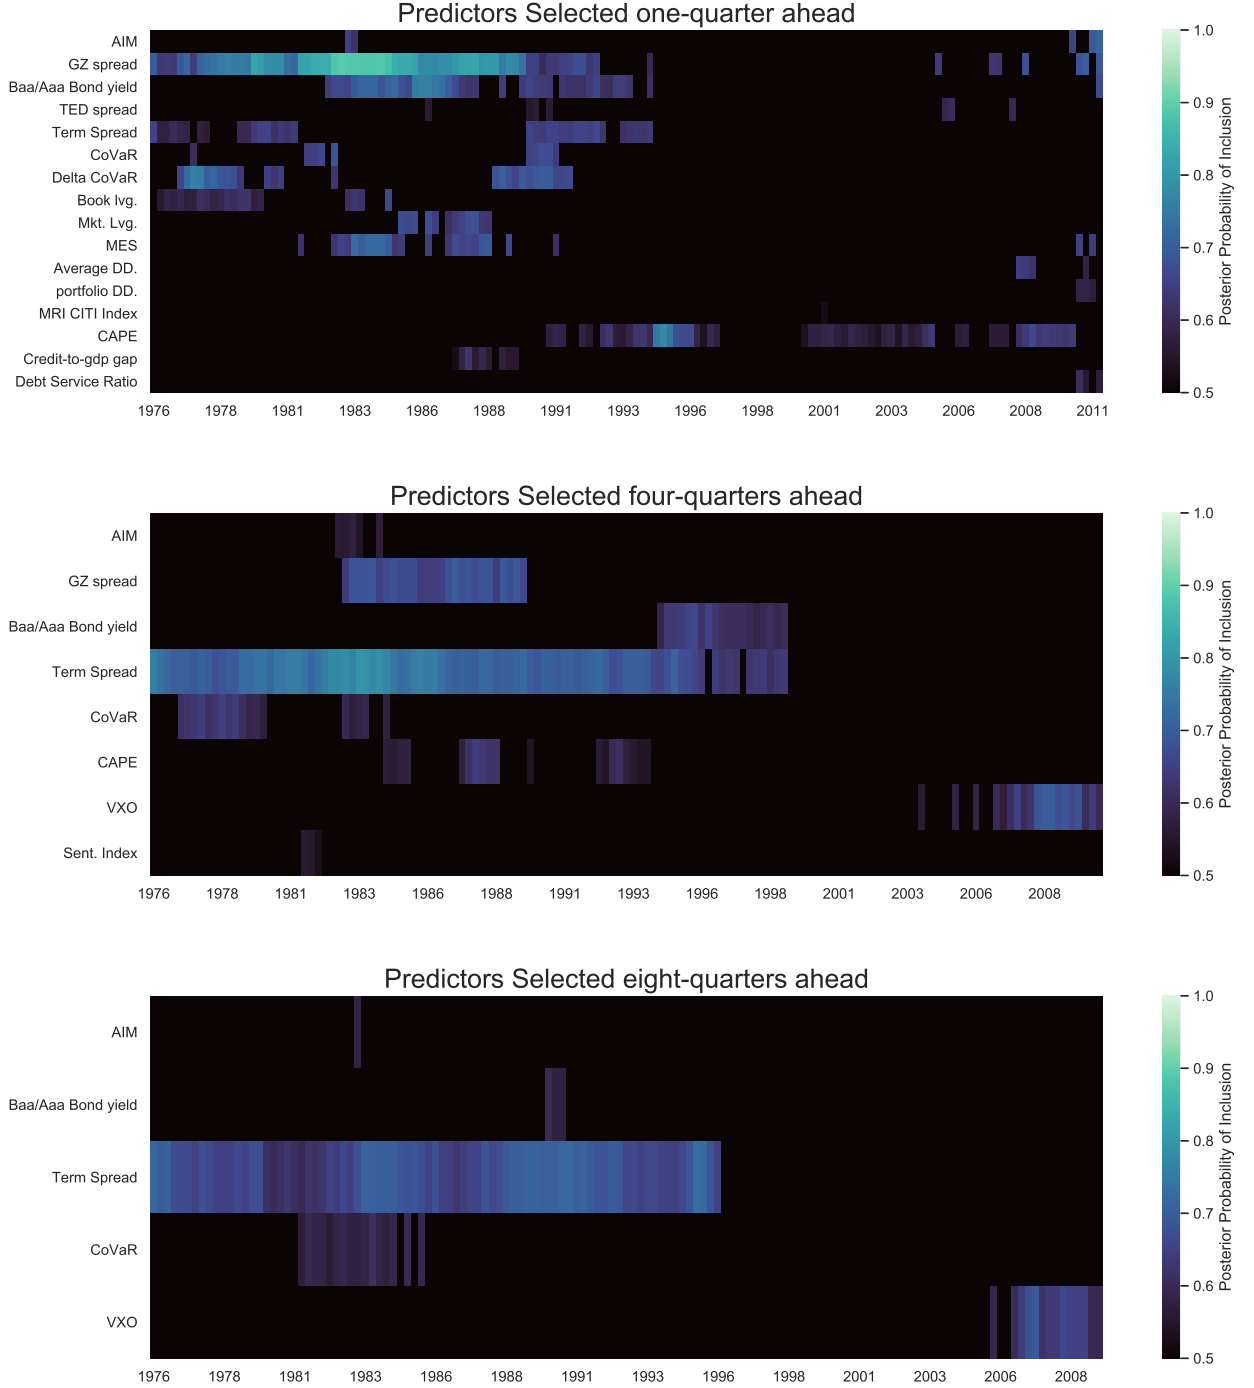 Predictors Selected one-quarter ahead
AIM
GZ spread
Baa/Aaa Bond yield
TED spread
Term Spread
CoVaR
Delta CoVaR
Book lvg.
Mkt. Lvg.
MES
Average DD.
portfolio DD.
MRI CITI Index
CAPE
Credit-to-gdp gap
Debt Service Ratio
1976 1978 1981 1983 1986 1988 1991 1993 1996 1998 2001 2003 2006 2008 2011
1.0
0.9
0.8
0.7
0.6
0.5
Posterior Probability of Inclusion
Predictors Selected four-quarters ahead
AIM
GZ spread
Baa/Aaa Bond yield
Term Spread
CoVaR
CAPE
VXO
Sent. Index
1976 1978 1981 1983 1986 1988 1991 1993 1996 1998 2001 2003 2006 2008
1.0
0.9
0.8
0.7
0.6
0.5
Posterior Probability of Inclusion
Predictors Selected eight-quarters ahead
AIM
Baa/Aaa Bond yield
Term Spread
CoVaR
VXO
1976 1978 1981 1983 1986 1988 1991 1993 1996 1998 2001 2003 2006 2008
1.0
0.9
0.8
0.7
0.6
0.5
Posterior Probability of Inclusion